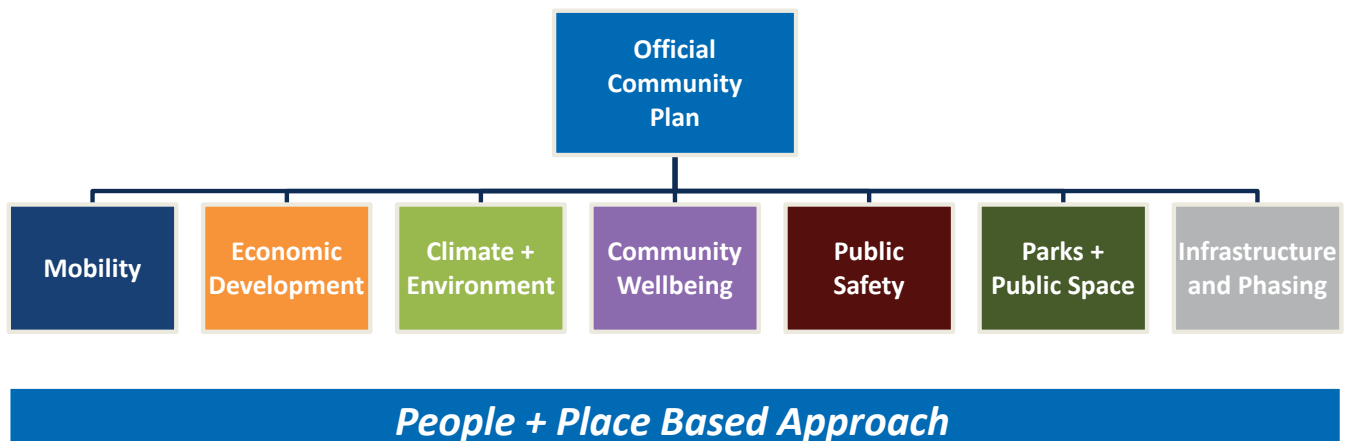 Official
Community
Plan
Mobility
Economic
Development
Climate +
Environment
Community
Wellbeing
Public
Safety
Parks +
Public Space
Infrastructure
and Phasing
People + Place Based Approach